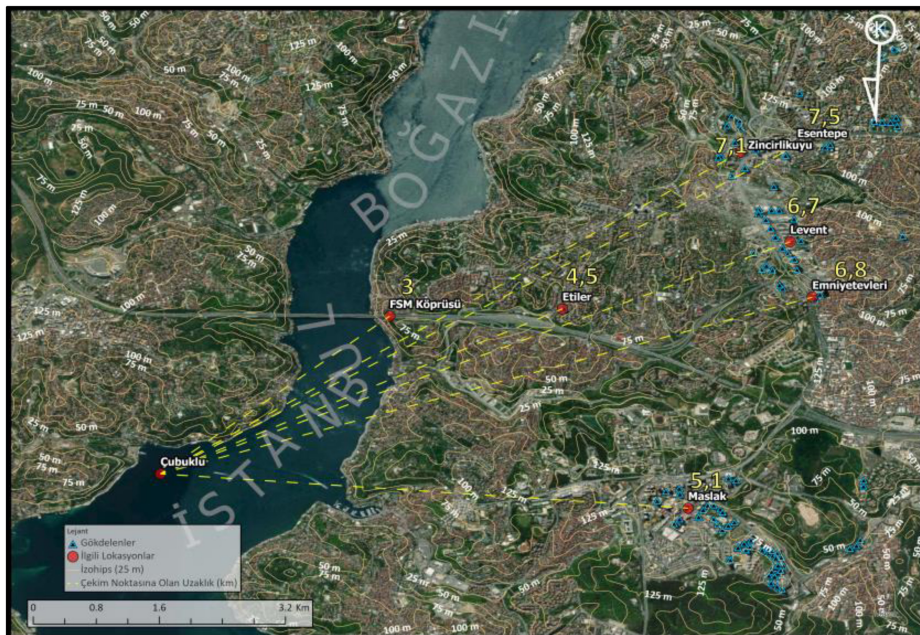 K
7,5
Esentepe
7,1
Zincirlikuyu
6,7
Levent
6,8
Emniyetevleri
4,5
Etiler
3
FSM Köprüsü
İSTANBUL BOĞAZI
Çubuklu
5,1
Maslak
125 m
100 m
75 m
50 m
25 m
Lejant
Gökdelenler
İlgili Lokasyonlar
İzohips (25 m)
Çekim Noktasına Olan Uzaklık (km)
0 0.8 1.6 3.2 Km